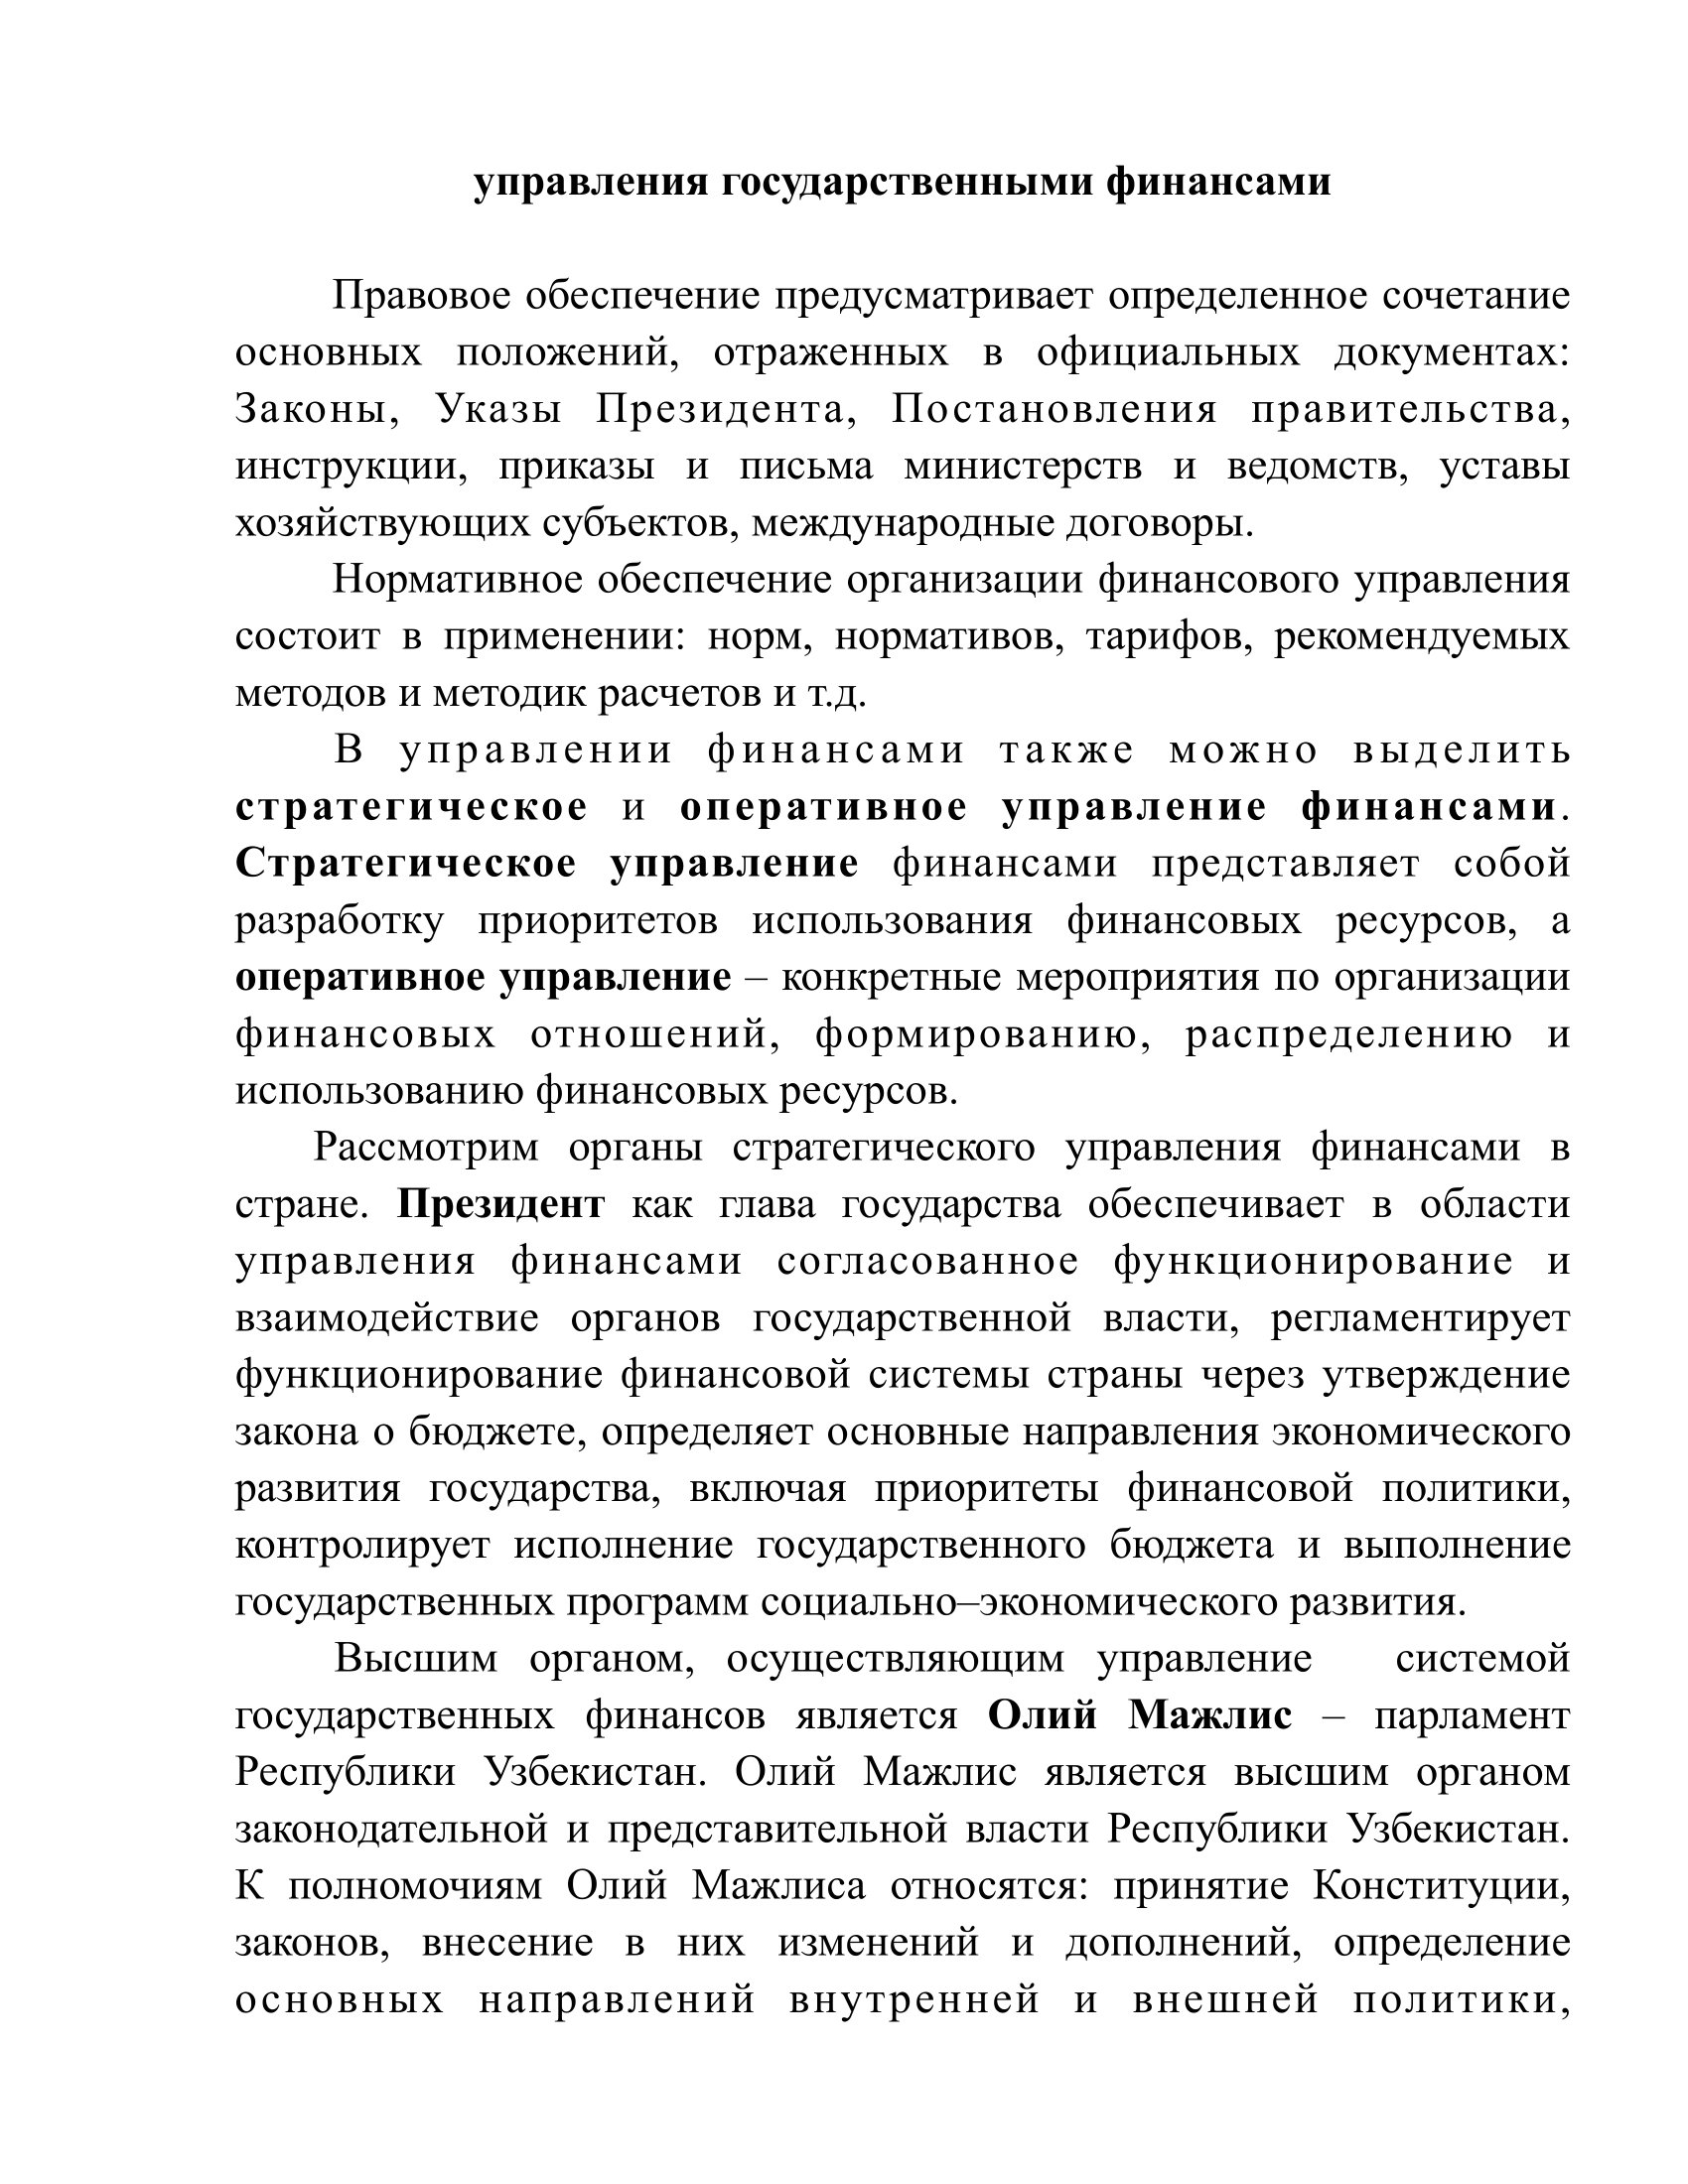 управления государственными финансами
Правовое обеспечение предусматривает определенное сочетание
основных положений, отраженных в официальных документах:
Законы, Указы Президента, Постановления правительства,
инструкции, приказы и письма министерств и ведомств, уставы
хозяйствующих субъектов, международные договоры.
Нормативное обеспечение организации финансового управления
состоит в применении: норм, нормативов, тарифов, рекомендуемых
методов и методик расчетов и т.д.
В управлении финансами также можно выделить
стратегическое и оперативное управление финансами.
Стратегическое управление финансами представляет собой
разработку приоритетов использования финансовых ресурсов, а
оперативное управление – конкретные мероприятия по организации
финансовых отношений, формированию, распределению и
использованию финансовых ресурсов.
Рассмотрим органы стратегического управления финансами в
стране. Президент как глава государства обеспечивает в области
управления финансами согласованное функционирование и
взаимодействие органов государственной власти, регламентирует
функционирование финансовой системы страны через утверждение
закона о бюджете, определяет основные направления экономического
развития государства, включая приоритеты финансовой политики,
контролирует исполнение государственного бюджета и выполнение
государственных программ социально–экономического развития.
Высшим органом, осуществляющим управление системой
государственных финансов является Олий Мажлис – парламент
Республики Узбекистан. Олий Мажлис является высшим органом
законодательной и представительной власти Республики Узбекистан.
К полномочиям Олий Мажлиса относятся: принятие Конституции,
законов, внесение в них изменений и дополнений, определение
основных направлений внутренней и внешней политики,